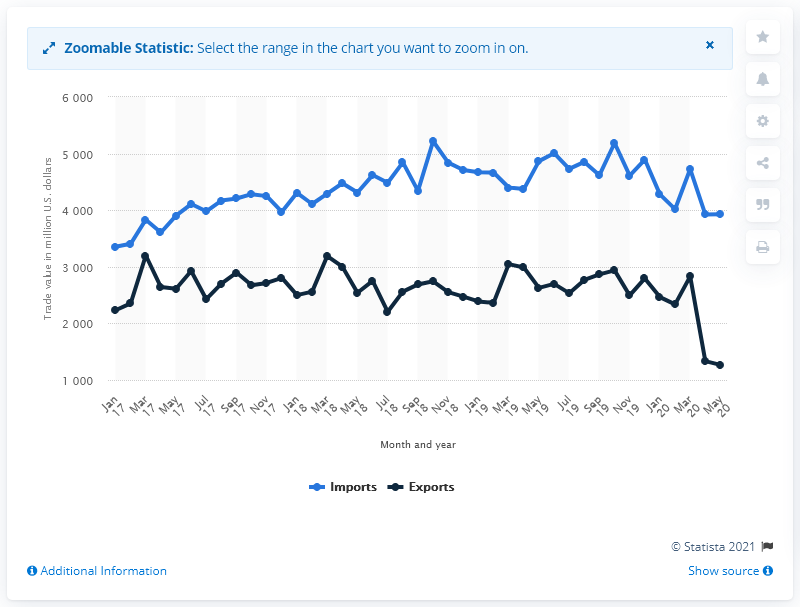 Zoomable Statistic: Select the range in the chart you want to zoom in on.
×
6 000
5 000
4 000
3 000
2 000
1 000
Trade value in million U.S. dollars
Jan 17
Mar 17
May 17
Jul 17
Sep 17
Nov 17
Jan 18
Mar 18
May 18
Jul 18
Sep 18
Nov 18
Jan 19
Mar 19
May 19
Jul 19
Sep 19
Nov 19
Jan 20
Mar 20
May 20
Month and year
Imports Exports
© Statista 2021
Additional Information
Show source